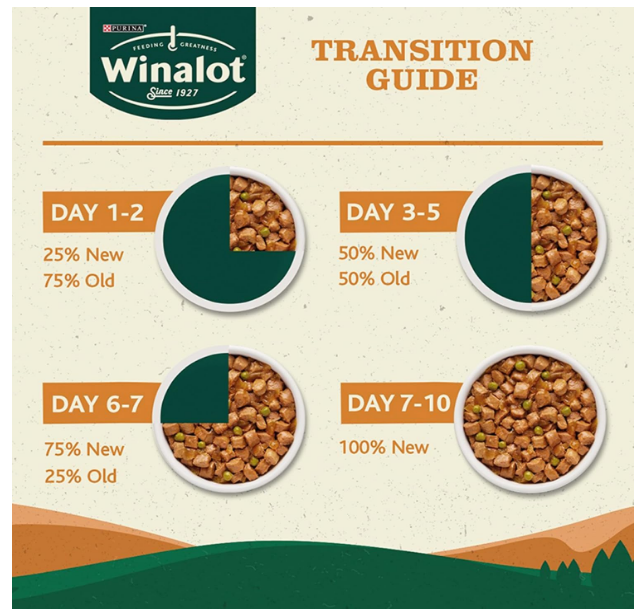 PURINA
FEEDING GREATNESS
Winalot
Since 1927
TRANSITION
GUIDE
DAY 1-2
25% New
75% Old
DAY 3-5
50% New
50% Old
DAY 6-7
75% New
25% Old
DAY 7-10
100% New